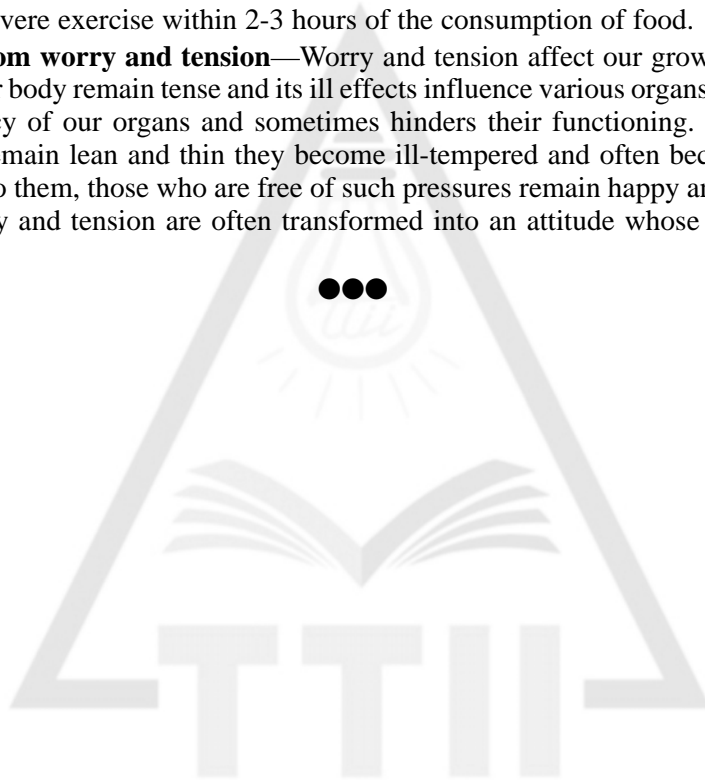 vere exercise within 2-3 hours of the consumption of food.
om worry and tension—Worry and tension affect our grow
r body remain tense and its ill effects influence various organs
cy of our organs and sometimes hinders their functioning.
emain lean and thin they become ill-tempered and often bec
o them, those who are free of such pressures remain happy an
y and tension are often transformed into an attitude whose
●●●
TTII